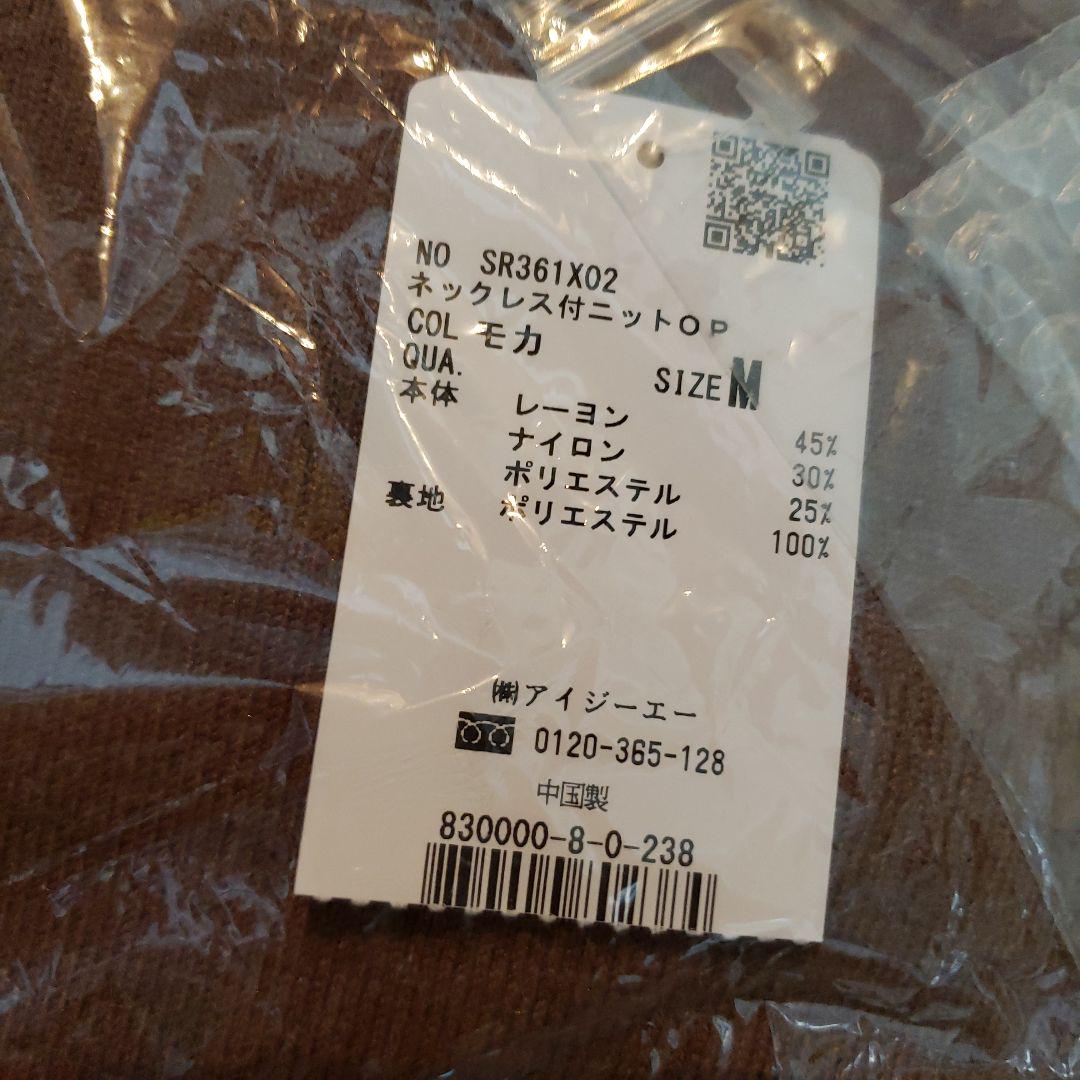 NO SR361X02
ネックレス付ニットOP
COL モカ
QUA. SIZE M
本体 レーヨン 45%
ナイロン 30%
ポリエステル 25%
裏地 ポリエステル 100%
㈱アイジーエー
0120-365-128
中国製
830000-8-0-238